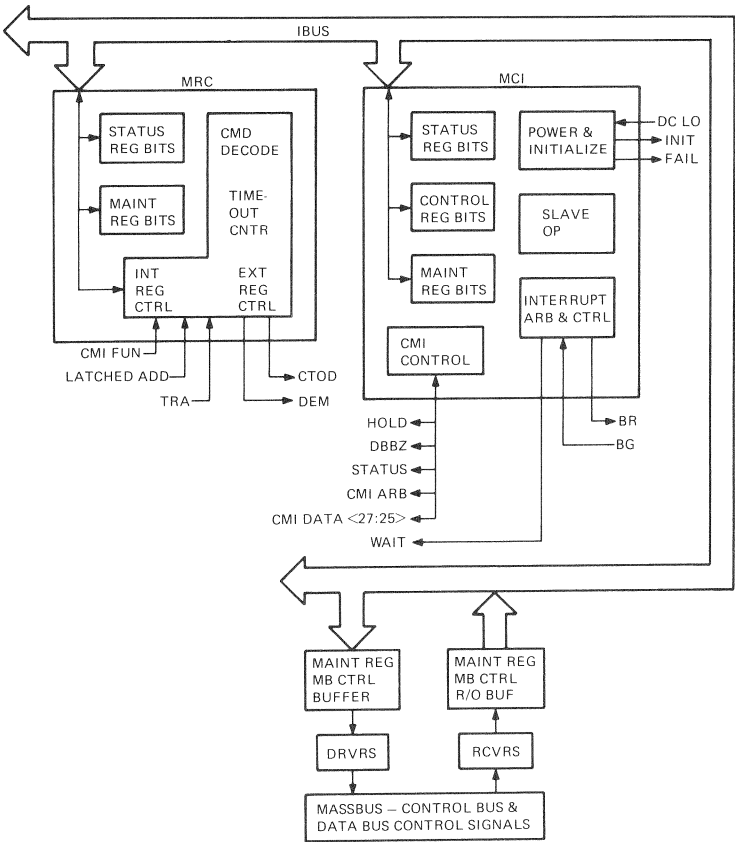 IBUS
MRC
STATUS
REG BITS
MAINT
REG BITS
CMD
DECODE
TIME-
OUT
CNTR
INT
REG
CTRL
EXT
REG
CTRL
CMI FUN
LATCHED ADD
TRA
CTOD
DEM
MCI
STATUS
REG BITS
CONTROL
REG BITS
MAINT
REG BITS
CMI
CONTROL
POWER &
INITIALIZE
DC LO
INIT
FAIL
SLAVE
OP
INTERRUPT
ARB & CTRL
HOLD
DBBZ
STATUS
CMI ARB
CMI DATA <27:25>
WAIT
BR
BG
MAINT REG
MB CTRL
BUFFER
MAINT REG
MB CTRL
R/O BUF
DRVRS
RCVRS
MASSBUS – CONTROL BUS &
DATA BUS CONTROL SIGNALS